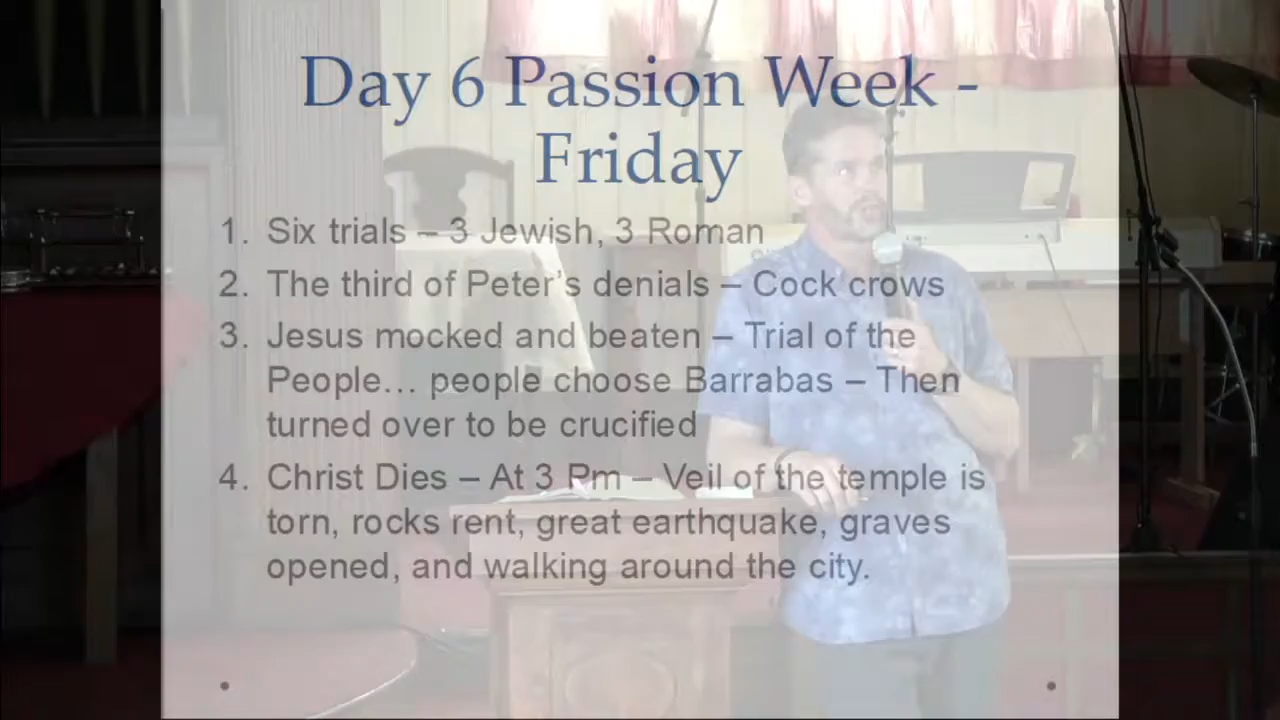 Day 6 Passion Week -
Friday
1. Six trials – 3 Jewish, 3 Roman
2. The third of Peter's denials – Cock crows
3. Jesus mocked and beaten – Trial of the
People... people choose Barrabas – Then
turned over to be crucified
4. Christ Dies – At 3 Pm – Veil of the temple is
torn, rocks rent, great earthquake, graves
opened, and walking around the city.